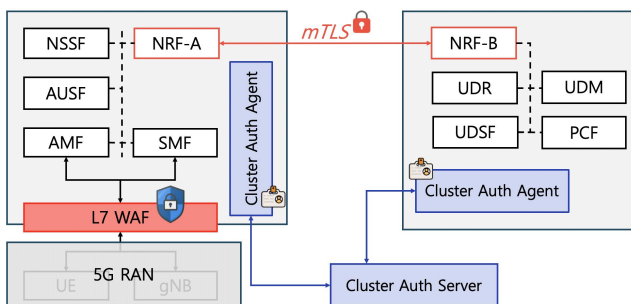 NSSF
NRF-A
mTLS
NRF-B
AUSF
UDR
UDM
AMF
SMF
Cluster Auth Agent
UDSF
PCF
Cluster Auth Agent
L7 WAF
5G RAN
UE
gNB
Cluster Auth Server